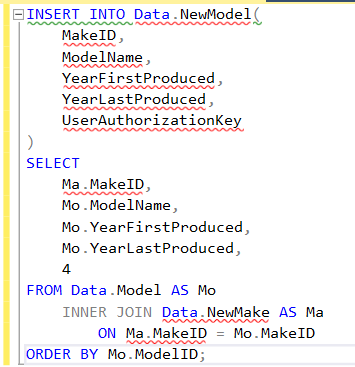 INSERT INTO Data.NewModel(
    MakeID,
    ModelName,
    YearFirstProduced,
    YearLastProduced,
    UserAuthorizationKey
)
SELECT
    Ma.MakeID,
    Mo.ModelName,
    Mo.YearFirstProduced,
    Mo.YearLastProduced,
    4
FROM Data.Model AS Mo
    INNER JOIN Data.NewMake AS Ma
        ON Ma.MakeID = Mo.MakeID
ORDER BY Mo.ModelID;